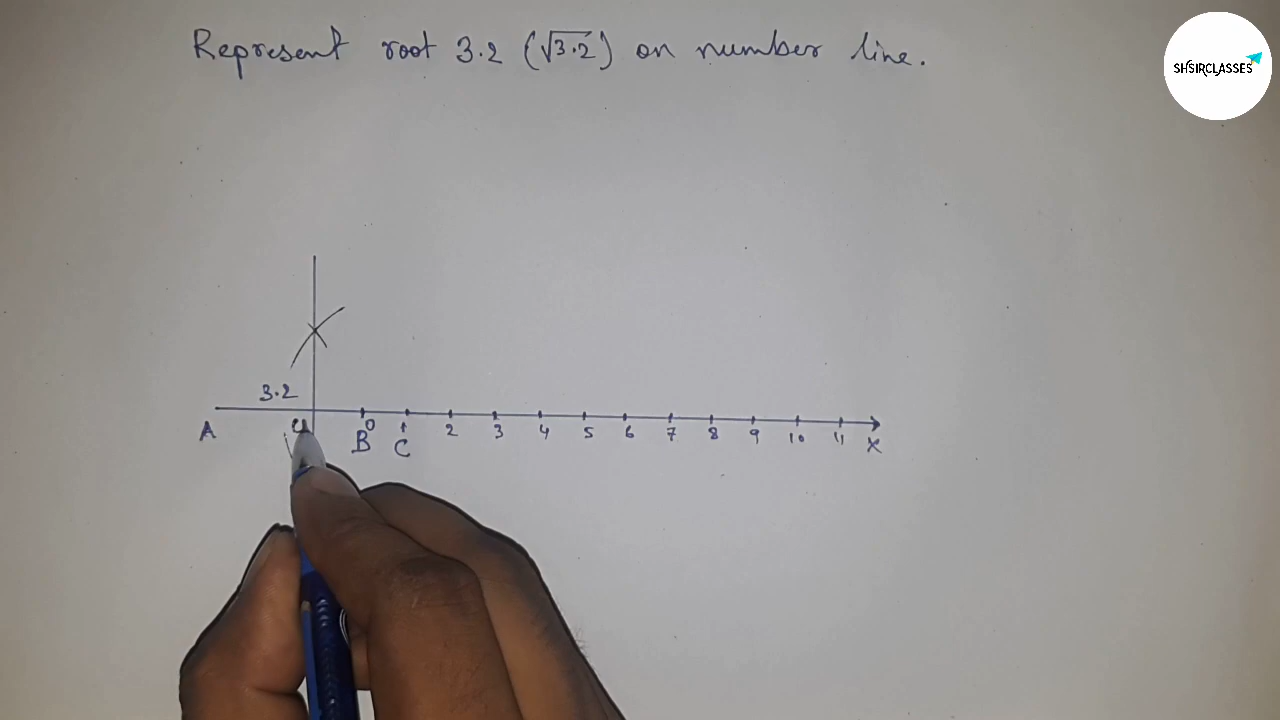 Represent root 3.2 (√3.2) on number line.
SHSIRCLASSES
3.2
A B 0 C 1 2 3 4 5 6 7 8 9 10 11 X